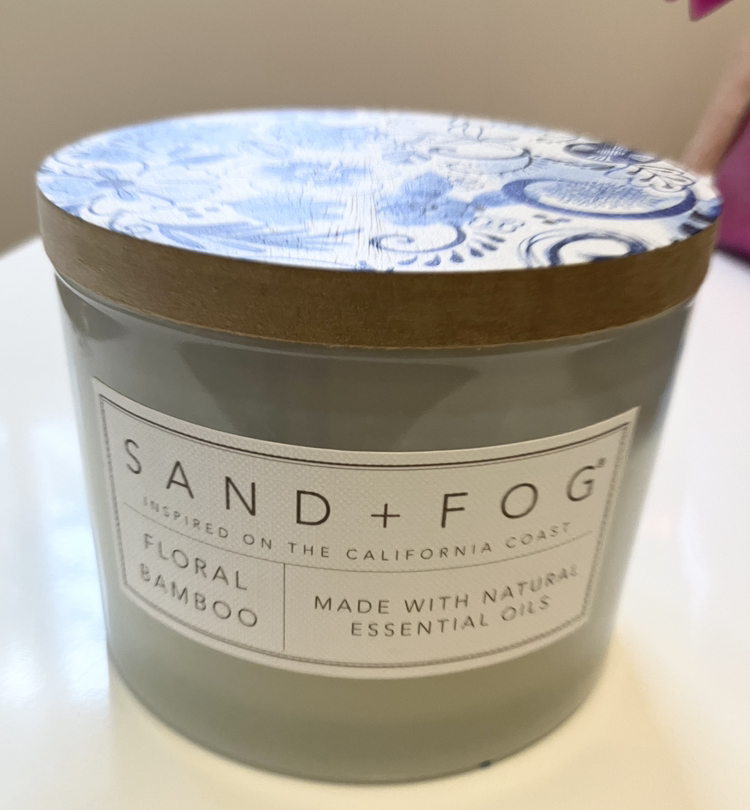 SAND + FOG®
INSPIRED ON THE CALIFORNIA COAST
FLORAL
BAMBOO
MADE WITH NATURAL
ESSENTIAL OILS